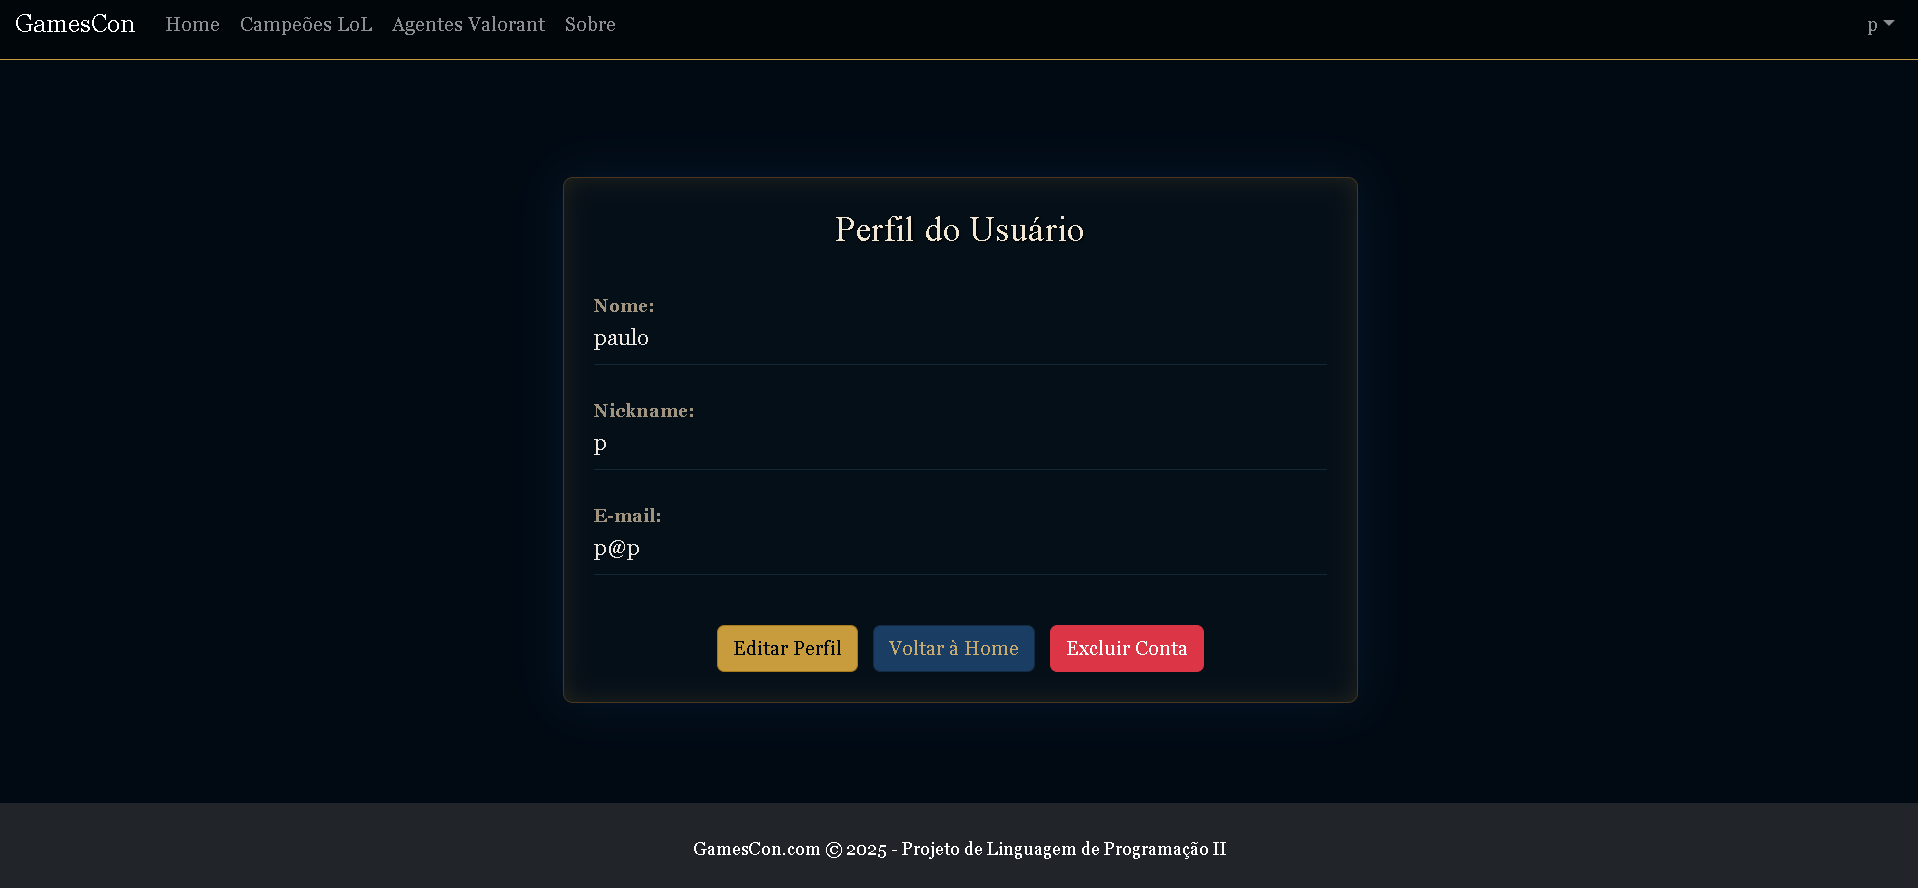 GamesCon Home Campeões LoL Agentes Valorant Sobre p
Perfil do Usuário
Nome:
paulo
Nickname:
p
E-mail:
p@p
Editar Perfil Voltar à Home Excluir Conta
GamesCon.com © 2025 - Projeto de Linguagem de Programação II